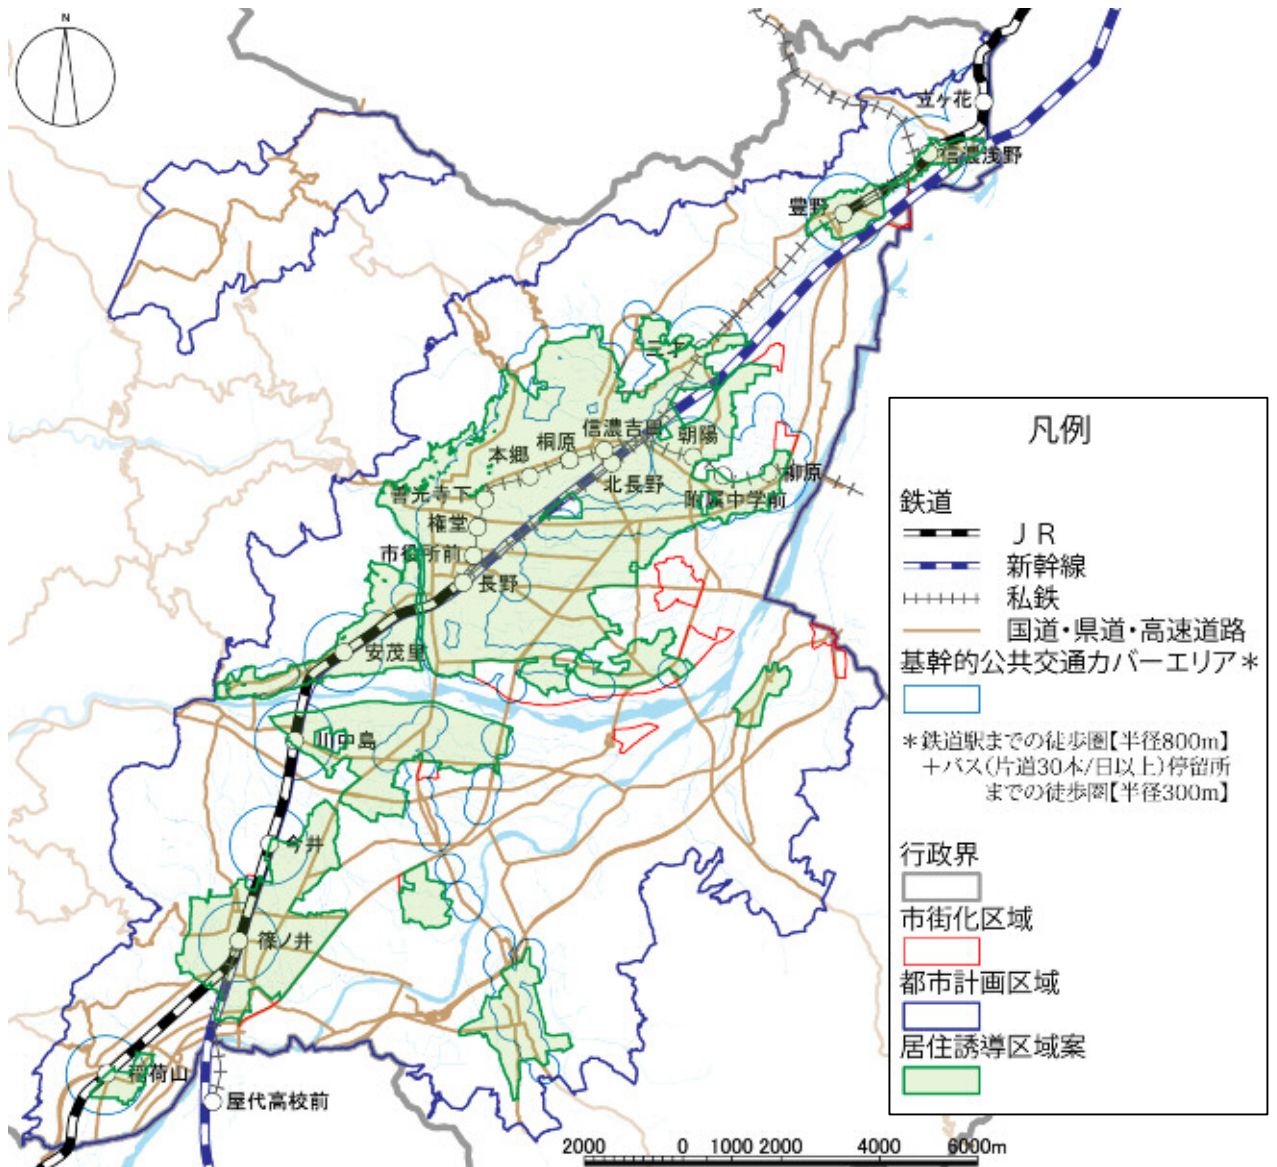 N
立ヶ花
信濃浅野
豊野
三才
信濃吉田
朝陽
桐原
本郷
北長野
柳原
善光寺下
附属中学前
権堂
市役所前
長野
安茂里
川中島
今井
篠ノ井
稲荷山
屋代高校前
凡例
鉄道
ＪＲ
新幹線
私鉄
国道・県道・高速道路
基幹的公共交通カバーエリア＊
＊鉄道駅までの徒歩圏【半径800m】
＋バス（片道30本/日以上）停留所
までの徒歩圏【半径300m】
行政界
市街化区域
都市計画区域
居住誘導区域案
2000 0 1000 2000 4000 6000m